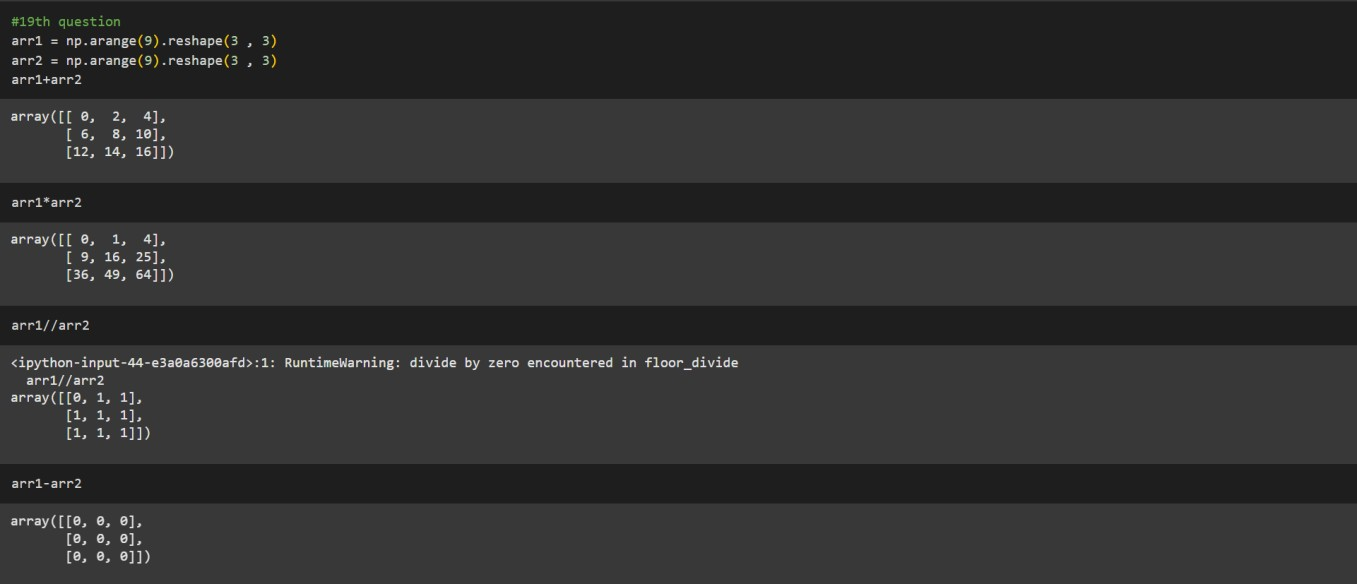 #19th question
arr1 = np.arange(9).reshape(3 , 3)
arr2 = np.arange(9).reshape(3 , 3)
arr1+arr2
array([[ 0,  2,  4],
       [ 6,  8, 10],
       [12, 14, 16]])
arr1*arr2
array([[ 0,  1,  4],
       [ 9, 16, 25],
       [36, 49, 64]])
arr1//arr2
<ipython-input-44-e3a0a6300afd>:1: RuntimeWarning: divide by zero encountered in floor_divide
  arr1//arr2
array([[0, 1, 1],
       [1, 1, 1],
       [1, 1, 1]])
arr1-arr2
array([[0, 0, 0],
       [0, 0, 0],
       [0, 0, 0]])